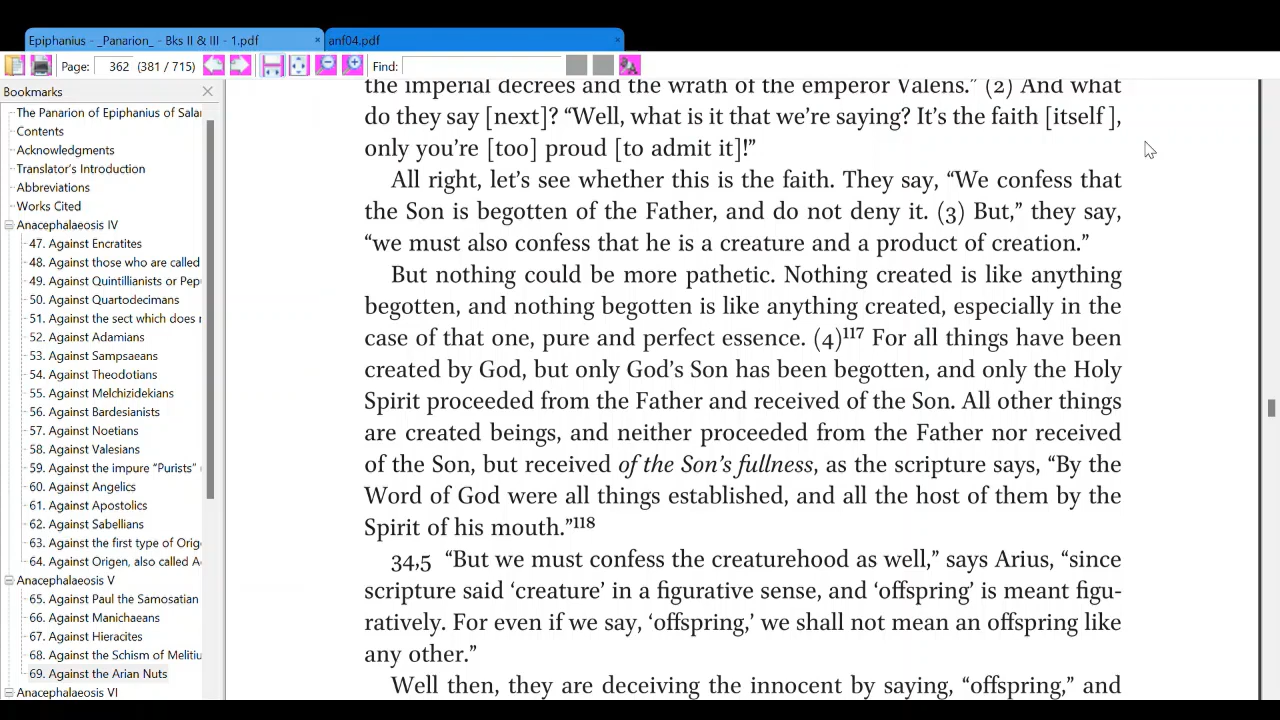 Epiphanius - _Panarion_ - Bks II & III - 1.pdf
anf04.pdf
Page: 362 (381 / 715)
Find:
Bookmarks
The Panarion of Epiphanius of Salar
Contents
Acknowledgments
Translator's Introduction
Abbreviations
Works Cited
Anacephalaeosis IV
47. Against Encratites
48. Against those who are called
49. Against Quintillianists or Pep
50. Against Quartodecimans
51. Against the sect which does r
52. Against Adamians
53. Against Sampsaeans
54. Against Theodotians
55. Against Melchizedekians
56. Against Bardesianists
57. Against Noetians
58. Against Valesians
59. Against the impure “Purists” (
60. Against Angelics
61. Against Apostolics
62. Against Sabellians
63. Against the first type of Orig
64. Against Origen, also called A
Anacephalaeosis V
65. Against Paul the Samosatian
66. Against Manichaeans
67. Against Hieracites
68. Against the Schism of Melitiu
69. Against the Arian Nuts
Anacephalaeosis VI
the imperial decrees and the wrath of the emperor Valens.” (2) And what
do they say [next]? “Well, what is it that we’re saying? It’s the faith [itself ],
only you’re [too] proud [to admit it]!”
All right, let’s see whether this is the faith. They say, “We confess that
the Son is begotten of the Father, and do not deny it. (3) But,” they say,
“we must also confess that he is a creature and a product of creation.”
But nothing could be more pathetic. Nothing created is like anything
begotten, and nothing begotten is like anything created, especially in the
case of that one, pure and perfect essence. (4)117 For all things have been
created by God, but only God’s Son has been begotten, and only the Holy
Spirit proceeded from the Father and received of the Son. All other things
are created beings, and neither proceeded from the Father nor received
of the Son, but received of the Son’s fullness, as the scripture says, “By the
Word of God were all things established, and all the host of them by the
Spirit of his mouth.”118
34,5 “But we must confess the creaturehood as well,” says Arius, “since
scripture said ‘creature’ in a figurative sense, and ‘offspring’ is meant figu-
ratively. For even if we say, ‘offspring,’ we shall not mean an offspring like
any other.”
Well then, they are deceiving the innocent by saying, “offspring,” and